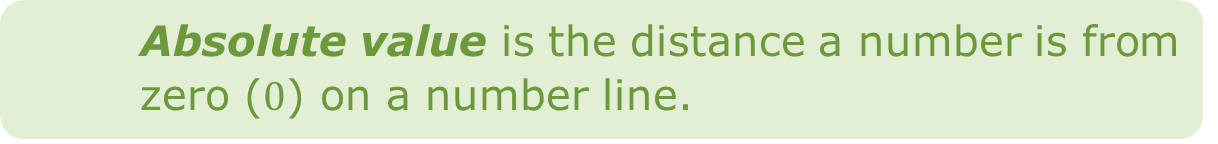 Absolute value is the distance a number is from
zero (0) on a number line.